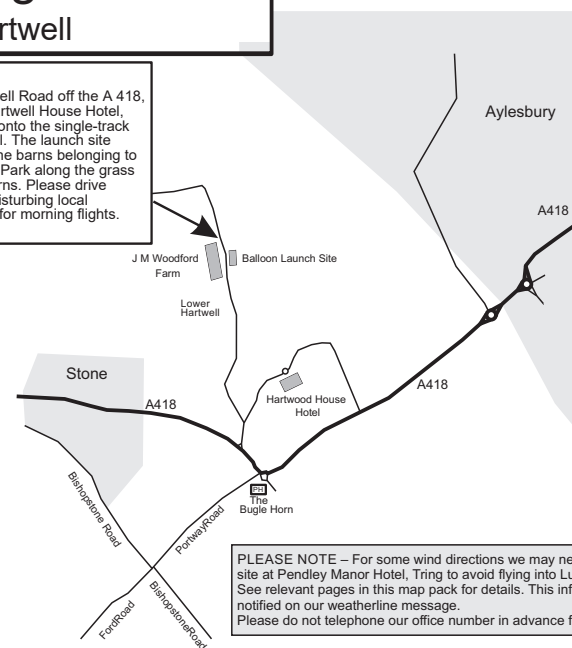 Hartwell
ell Road off the A 418,
rtwell House Hotel,
onto the single-track
The launch site
barns belonging to
Park along the grass
rns. Please drive
isturbing local
for morning flights.
Aylesbury
A418
J M Woodford
Farm
Balloon Launch Site
Lower
Hartwell
Stone
A418
Hartwood House
Hotel
A418
PH
The
Bugle Horn
Bishopstone Road
PortwayRoad
FordRoad
BishopstoneRoad
PLEASE NOTE – For some wind directions we may ne
site at Pendley Manor Hotel, Tring to avoid flying into Lu
See relevant pages in this map pack for details. This inf
notified on our weatherline message.
Please do not telephone our office number in advance f